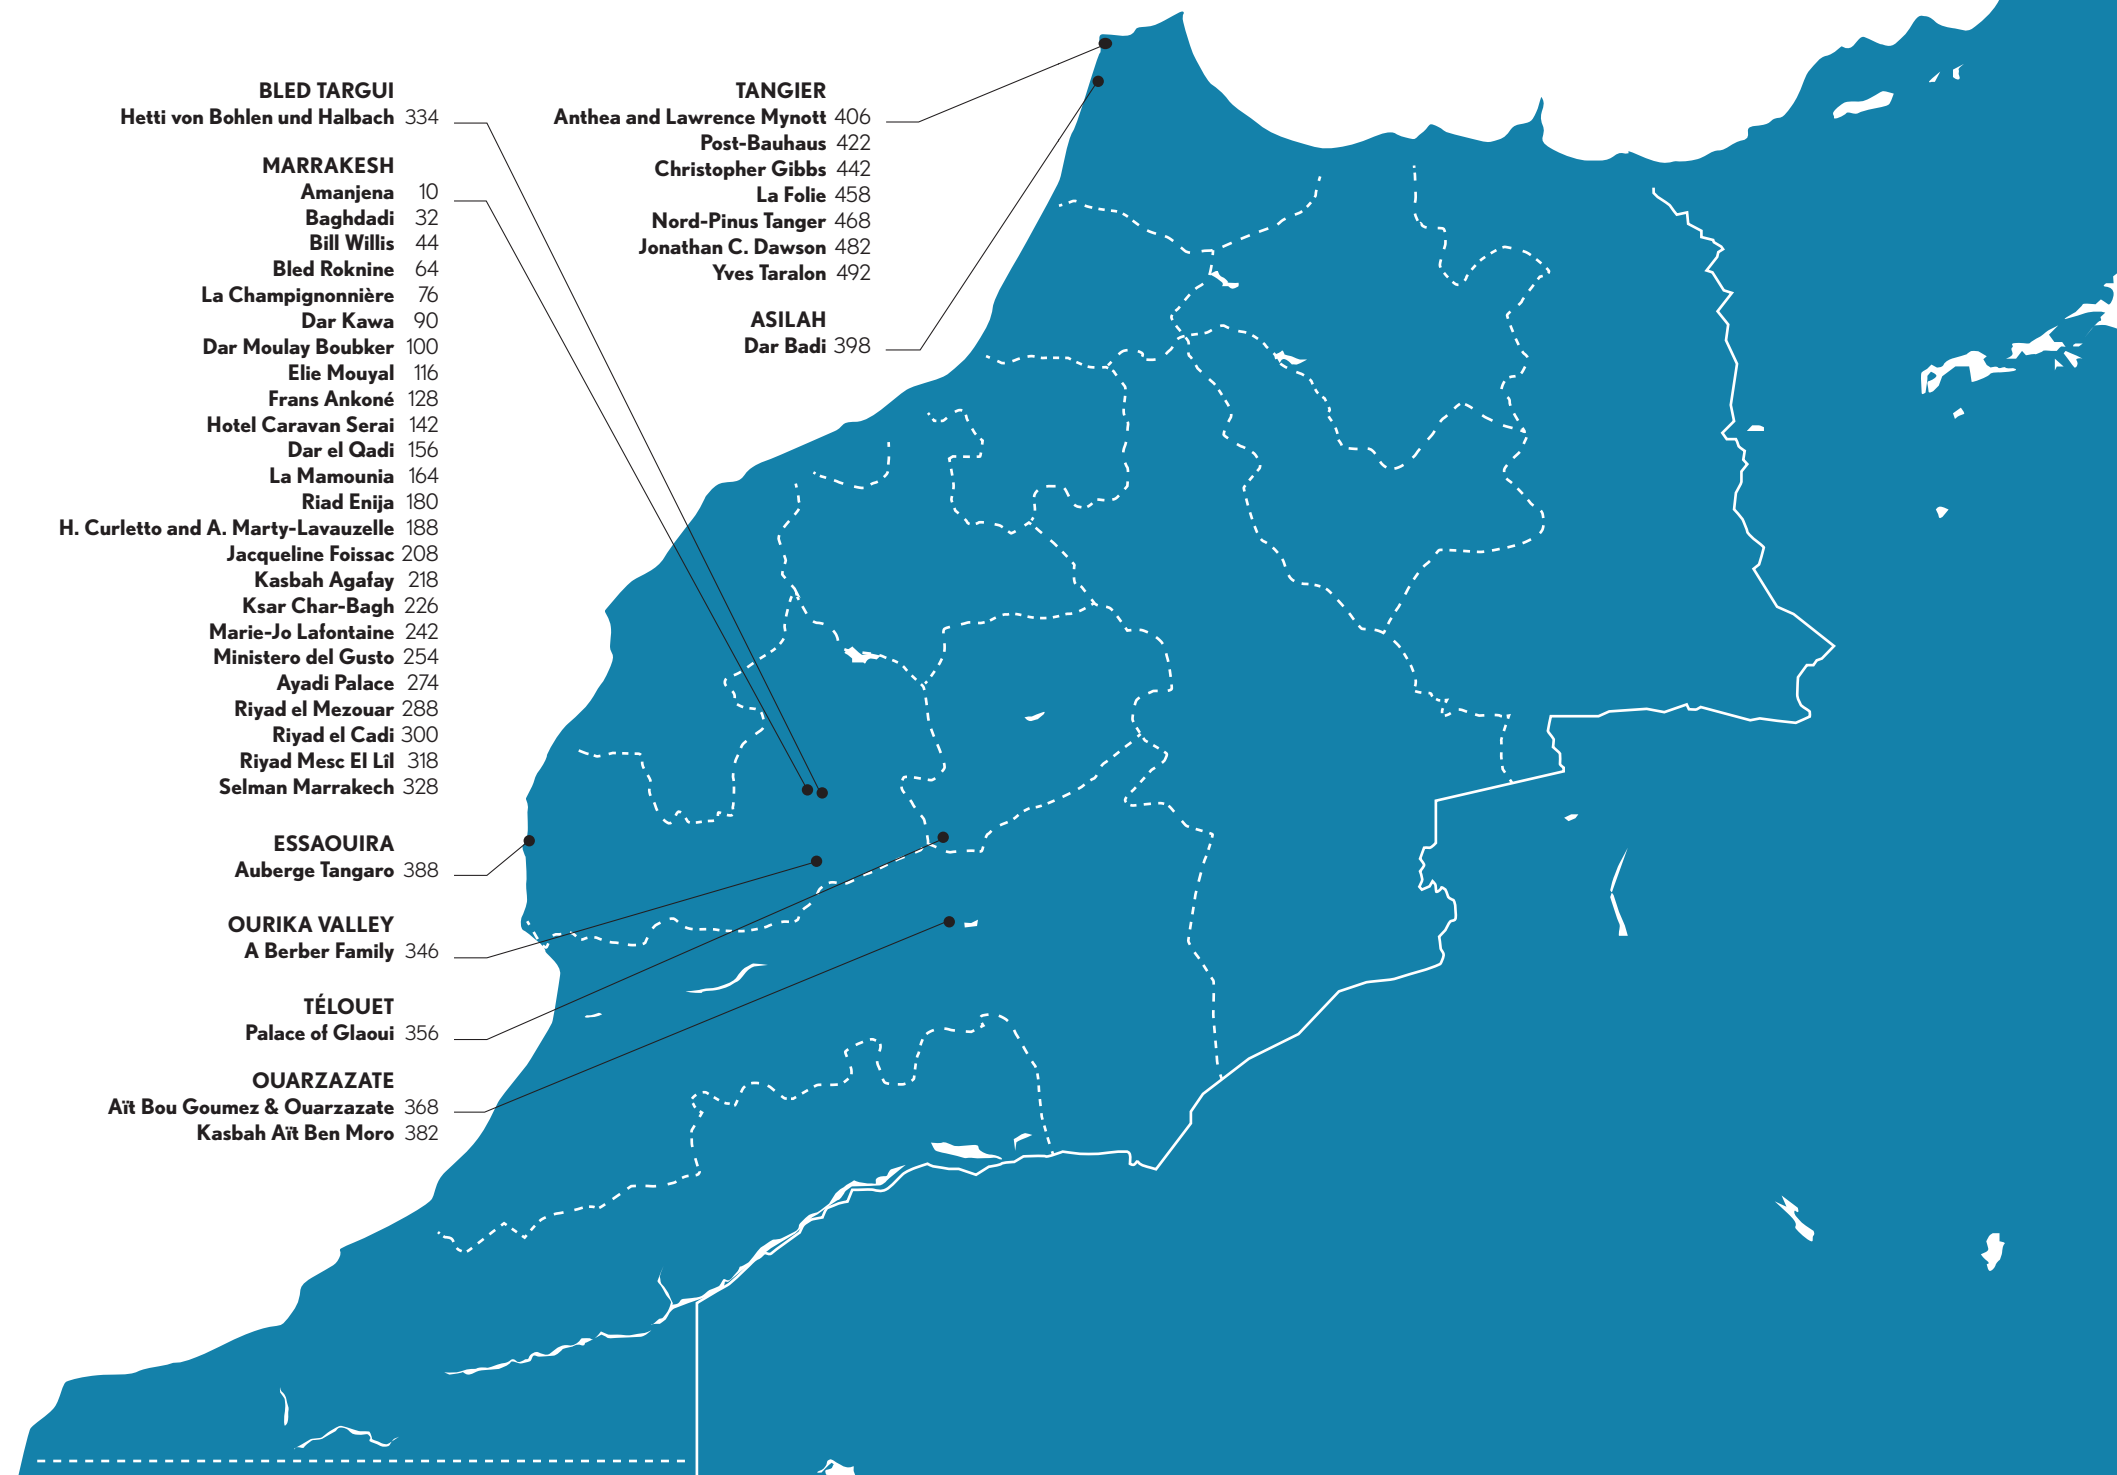 BLED TARGUI
Hetti von Bohlen und Halbach 334
MARRAKESH
Amanjena 10
Baghdadi 32
Bill Willis 44
Bled Roknine 64
La Champignonnière 76
Dar Kawa 90
Dar Moulay Boubker 100
Elie Mouyal 116
Frans Ankoné 128
Hotel Caravan Serai 142
Dar el Qadi 156
La Mamounia 164
Riad Enija 180
H. Curletto and A. Marty-Lavauzelle 188
Jacqueline Foissac 208
Kasbah Agafay 218
Ksar Char-Bagh 226
Marie-Jo Lafontaine 242
Ministero del Gusto 254
Ayadi Palace 274
Riyad el Mezouar 288
Riyad el Cadi 300
Riyad Mesc El Lîl 318
Selman Marrakech 328
ESSAOUIRA
Auberge Tangaro 388
OURIKA VALLEY
A Berber Family 346
TÉLOUET
Palace of Glaoui 356
OUARZAZATE
Aït Bou Goumez & Ouarzazate 368
Kasbah Aït Ben Moro 382
TANGIER
Anthea and Lawrence Mynott 406
Post-Bauhaus 422
Christopher Gibbs 442
La Folie 458
Nord-Pinus Tanger 468
Jonathan C. Dawson 482
Yves Taralon 492
ASILAH
Dar Badi 398